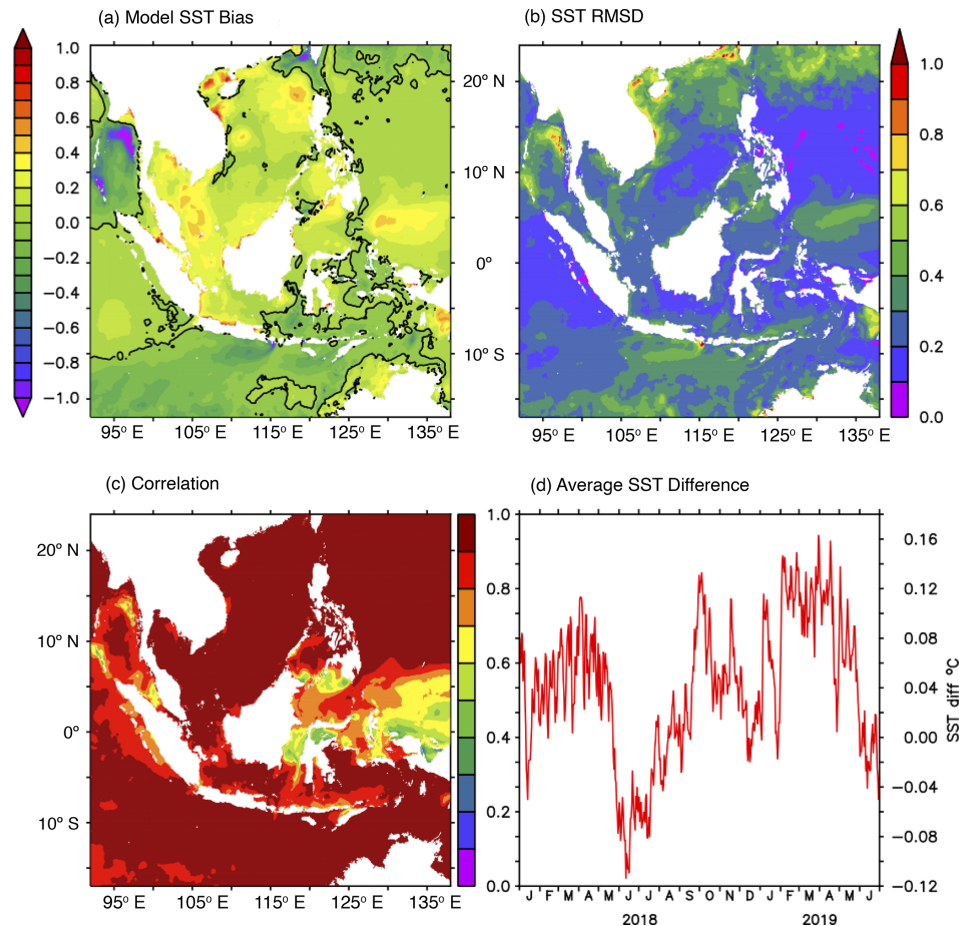 (a) Model SST Bias
(b) SST RMSD
1.0
0.8
0.6
0.4
0.2
0.0
−0.2
−0.4
−0.6
−0.8
−1.0
95° E
105° E
115° E
125° E
135° E
20° N
10° N
0°
10° S
95° E
105° E
115° E
125° E
135° E
1.0
0.8
0.6
0.4
0.2
0.0
(c) Correlation
(d) Average SST Difference
20° N
10° N
0°
10° S
95° E
105° E
115° E
125° E
135° E
1.0
0.8
0.6
0.4
0.2
0.0
J F M A M J J A S O N D J F M A M J
2018
2019
0.16
0.12
0.08
0.04
0.00
−0.04
−0.08
−0.12
SST diff °C